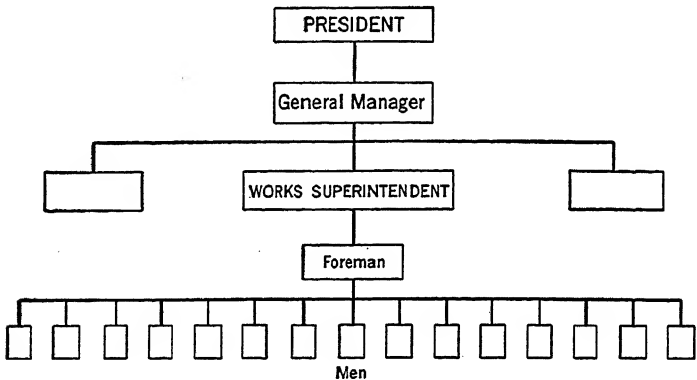 PRESIDENT
General Manager
WORKS SUPERINTENDENT
Foreman
Men